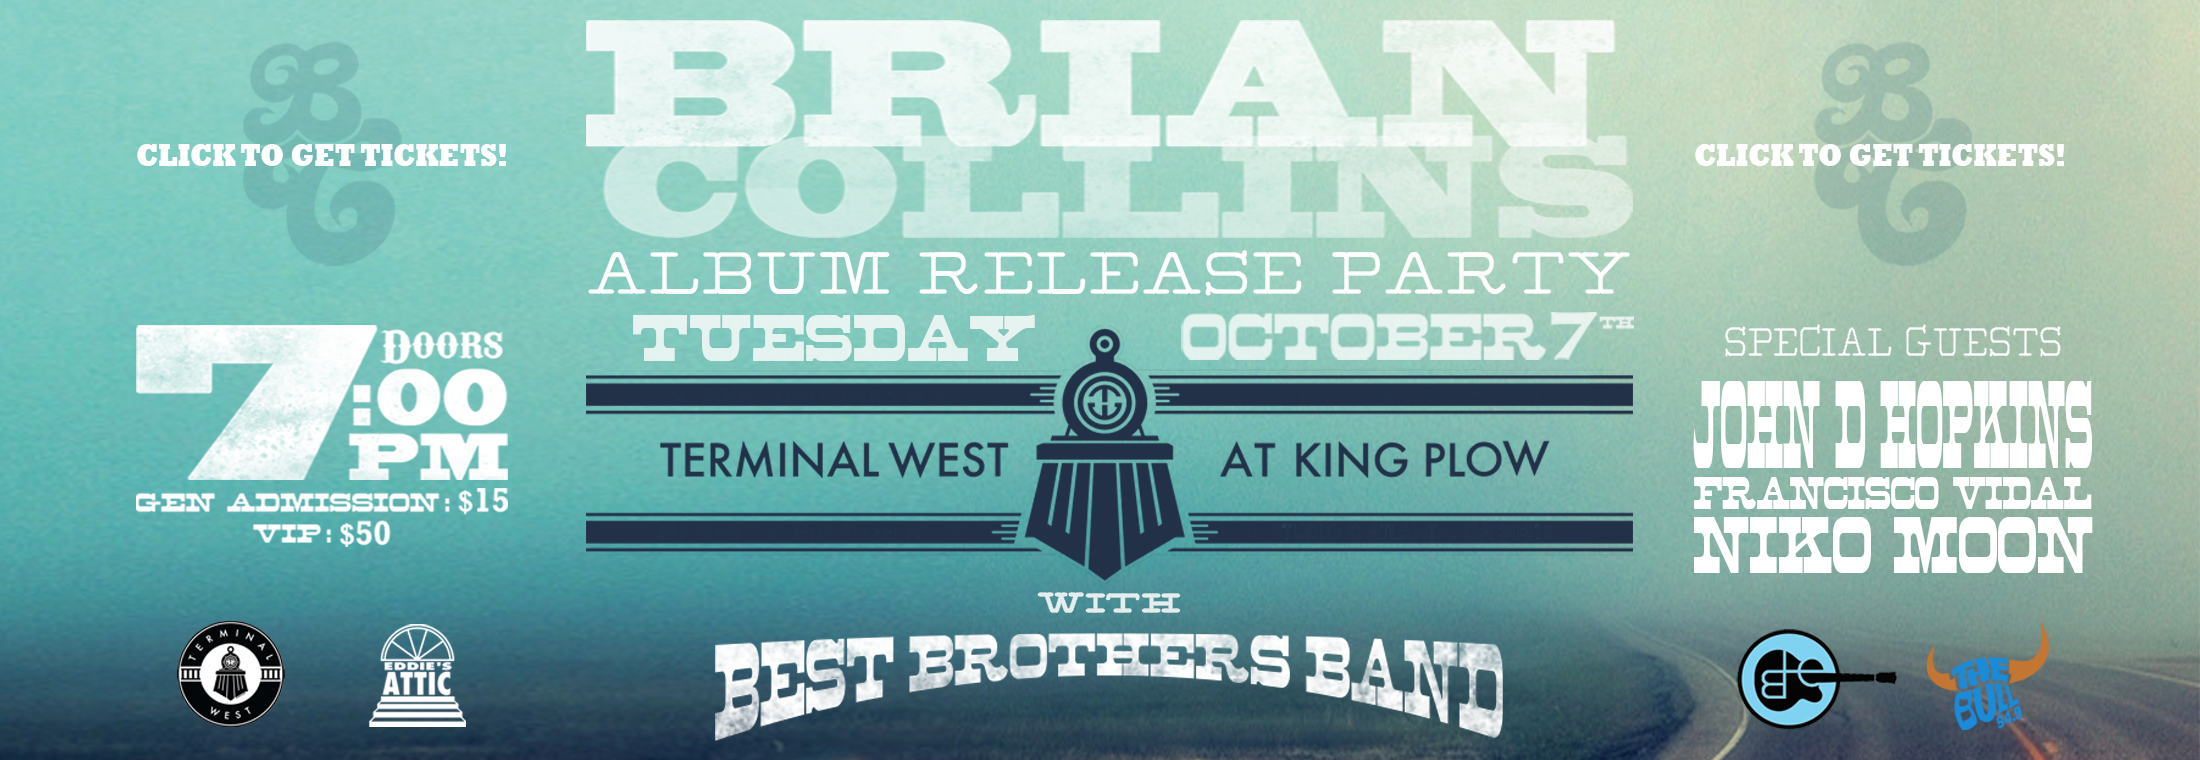 CLICK TO GET TICKETS!
7:00 PM
DOORS
GEN ADMISSION: $15
VIP: $50
TERMINAL
WEST
EDDIE'S
ATTIC
BRIAN
COLLINS
ALBUM RELEASE PARTY
TUESDAY OCTOBER 7TH
TERMINAL WEST AT KING PLOW
WITH
BEST BROTHERS BAND
CLICK TO GET TICKETS!
SPECIAL GUESTS
JOHN D HOPKINS
FRANCISCO VIDAL
NIKO MOON
THE
BULL
94.9